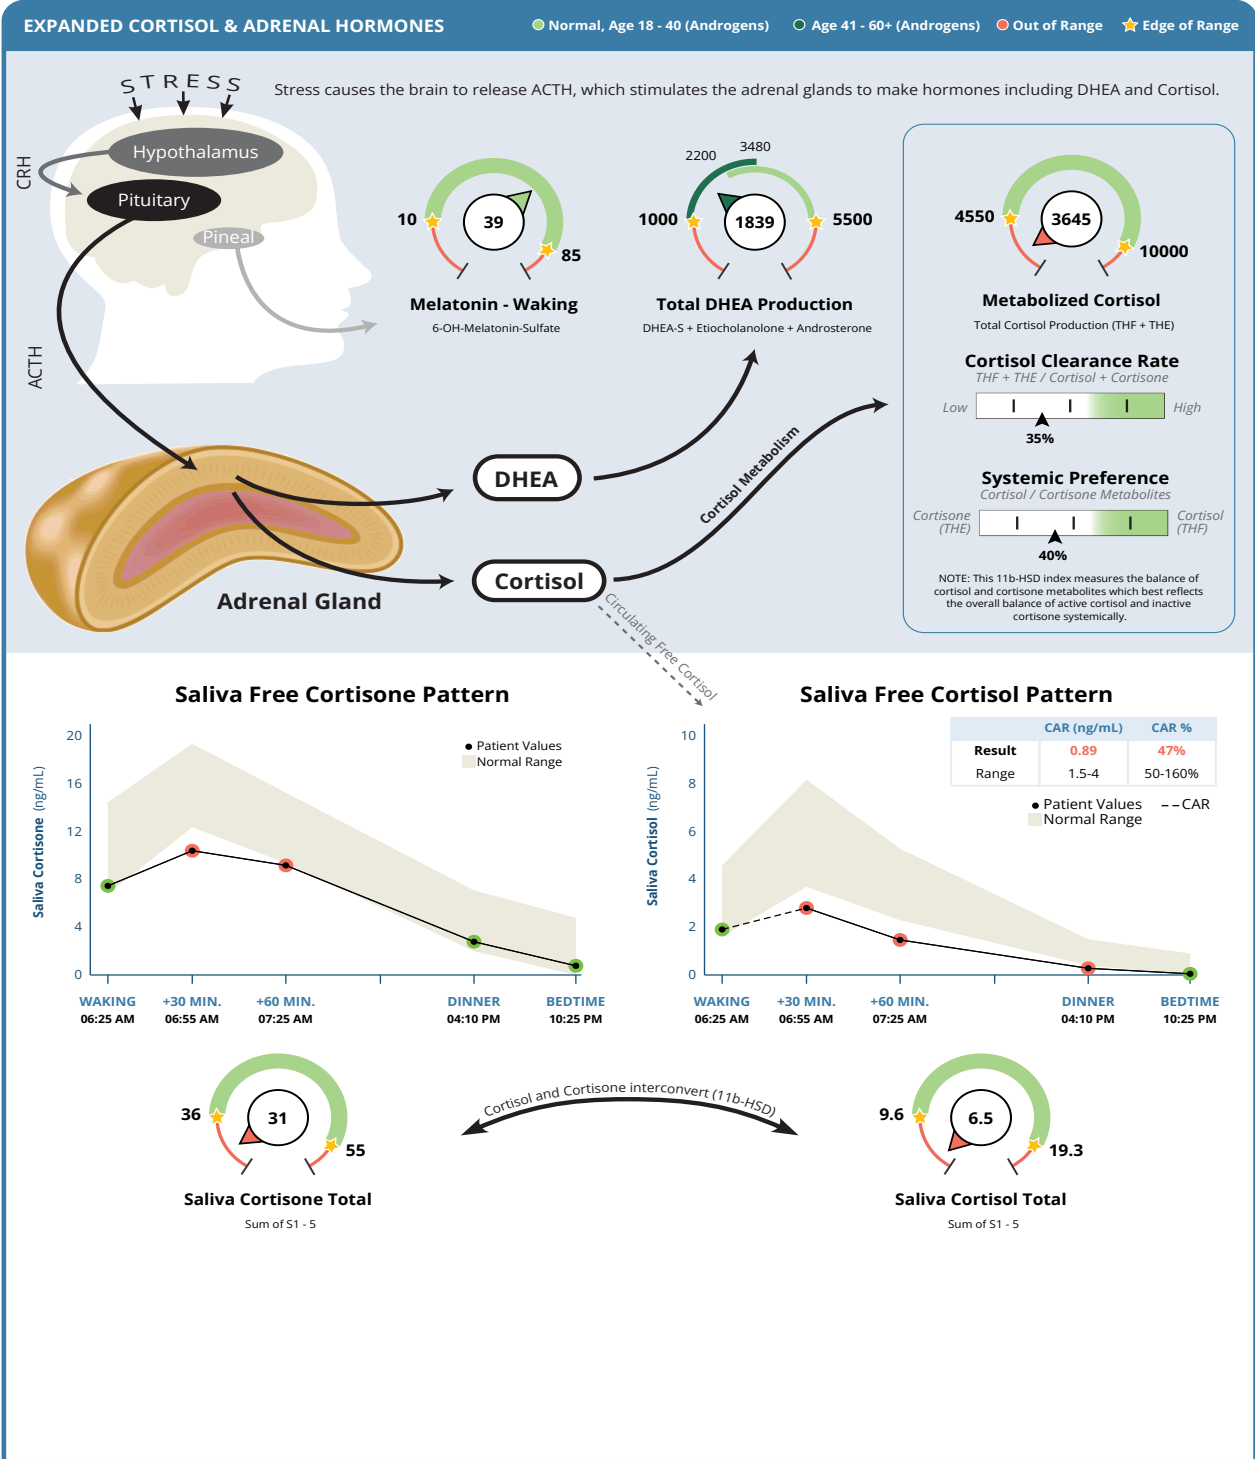 EXPANDED CORTISOL & ADRENAL HORMONES
Normal, Age 18 - 40 (Androgens)
Age 41 - 60+ (Androgens)
Out of Range
Edge of Range
STRESS
Stress causes the brain to release ACTH, which stimulates the adrenal glands to make hormones including DHEA and Cortisol.
CRH
Hypothalamus
Pituitary
Pineal
ACTH
10
39
85
Melatonin - Waking
6-OH-Melatonin-Sulfate
2200
3480
1000
1839
5500
Total DHEA Production
DHEA-S + Etiocholanolone + Androsterone
4550
3645
10000
Metabolized Cortisol
Total Cortisol Production (THF + THE)
Cortisol Clearance Rate
THF + THE / Cortisol + Cortisone
Low
High
35%
Systemic Preference
Cortisol / Cortisone Metabolites
Cortisone
(THE)
Cortisol
(THF)
40%
NOTE: This 11b-HSD index measures the balance of
cortisol and cortisone metabolites which best reflects
the overall balance of active cortisol and inactive
cortisone systemically.
DHEA
Cortisol
Cortisol Metabolism
Circulating Free Cortisol
Adrenal Gland
Saliva Free Cortisone Pattern
Saliva Cortisone (ng/mL)
20
16
12
8
4
0
Patient Values
Normal Range
WAKING +30 MIN. +60 MIN. DINNER BEDTIME
06:25 AM 06:55 AM 07:25 AM 04:10 PM 10:25 PM
Saliva Free Cortisol Pattern
Saliva Cortisol (ng/mL)
10
8
6
4
2
0
CAR (ng/mL) CAR %
Result 0.89 47%
Range 1.5-4 50-160%
Patient Values --CAR
Normal Range
WAKING +30 MIN. +60 MIN. DINNER BEDTIME
06:25 AM 06:55 AM 07:25 AM 04:10 PM 10:25 PM
36
31
55
Saliva Cortisone Total
Sum of S1 - 5
Cortisol and Cortisone interconvert (11b-HSD)
9.6
6.5
19.3
Saliva Cortisol Total
Sum of S1 - 5